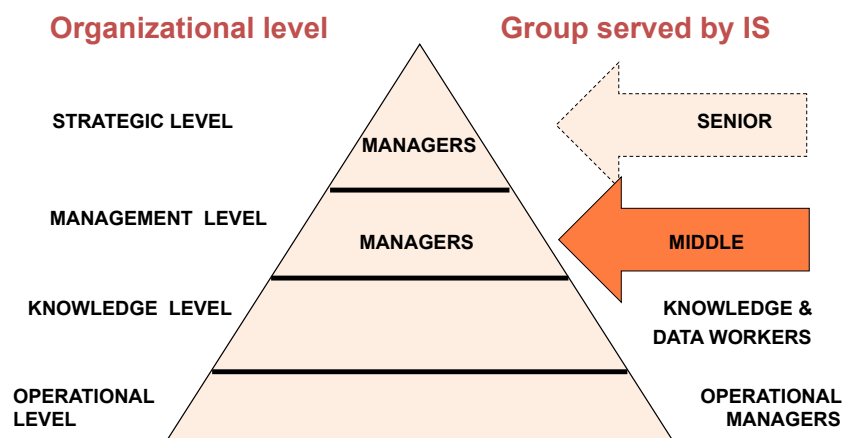 Organizational level
Group served by IS
STRATEGIC LEVEL
SENIOR
MANAGERS
MANAGEMENT LEVEL
MANAGERS
MIDDLE
KNOWLEDGE LEVEL
KNOWLEDGE &
DATA WORKERS
OPERATIONAL
LEVEL
OPERATIONAL
MANAGERS